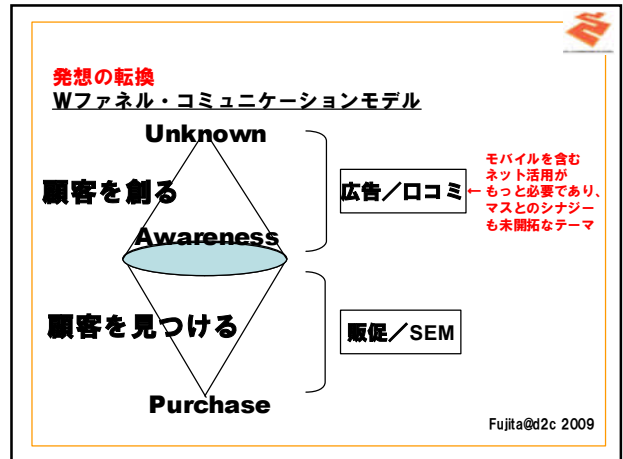 発想の転換
Wファネル・コミュニケーションモデル
Unknown
顧客を創る
広告／口コミ
←
モバイルを含む
ネット活用が
もっと必要であり、
マスとのシナジー
も未開拓なテーマ
Awareness
顧客を見つける
販促／SEM
Purchase
Fujita@d2c 2009